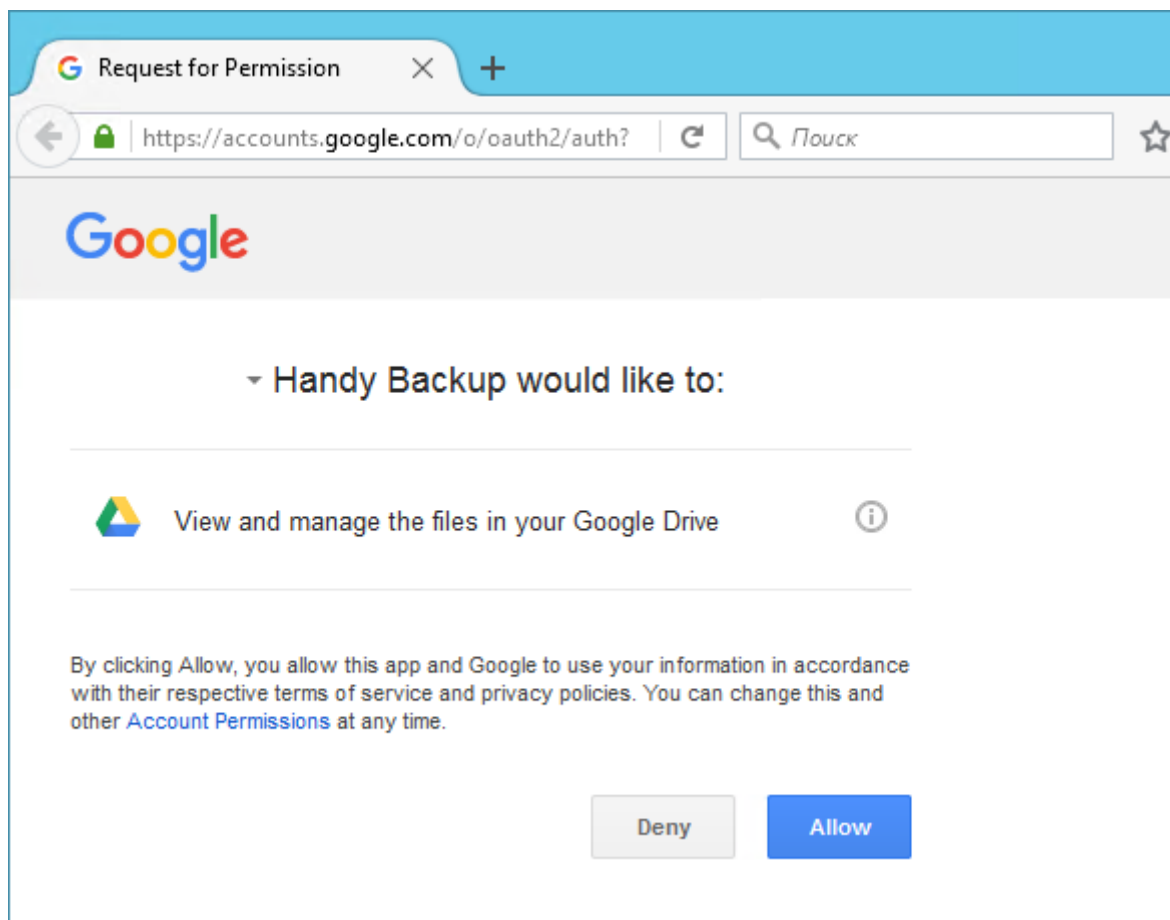 Request for Permission
https://accounts.google.com/o/oauth2/auth?
Поиск
Google
Handy Backup would like to:
View and manage the files in your Google Drive
By clicking Allow, you allow this app and Google to use your information in accordance
with their respective terms of service and privacy policies. You can change this and
other Account Permissions at any time.
Deny
Allow